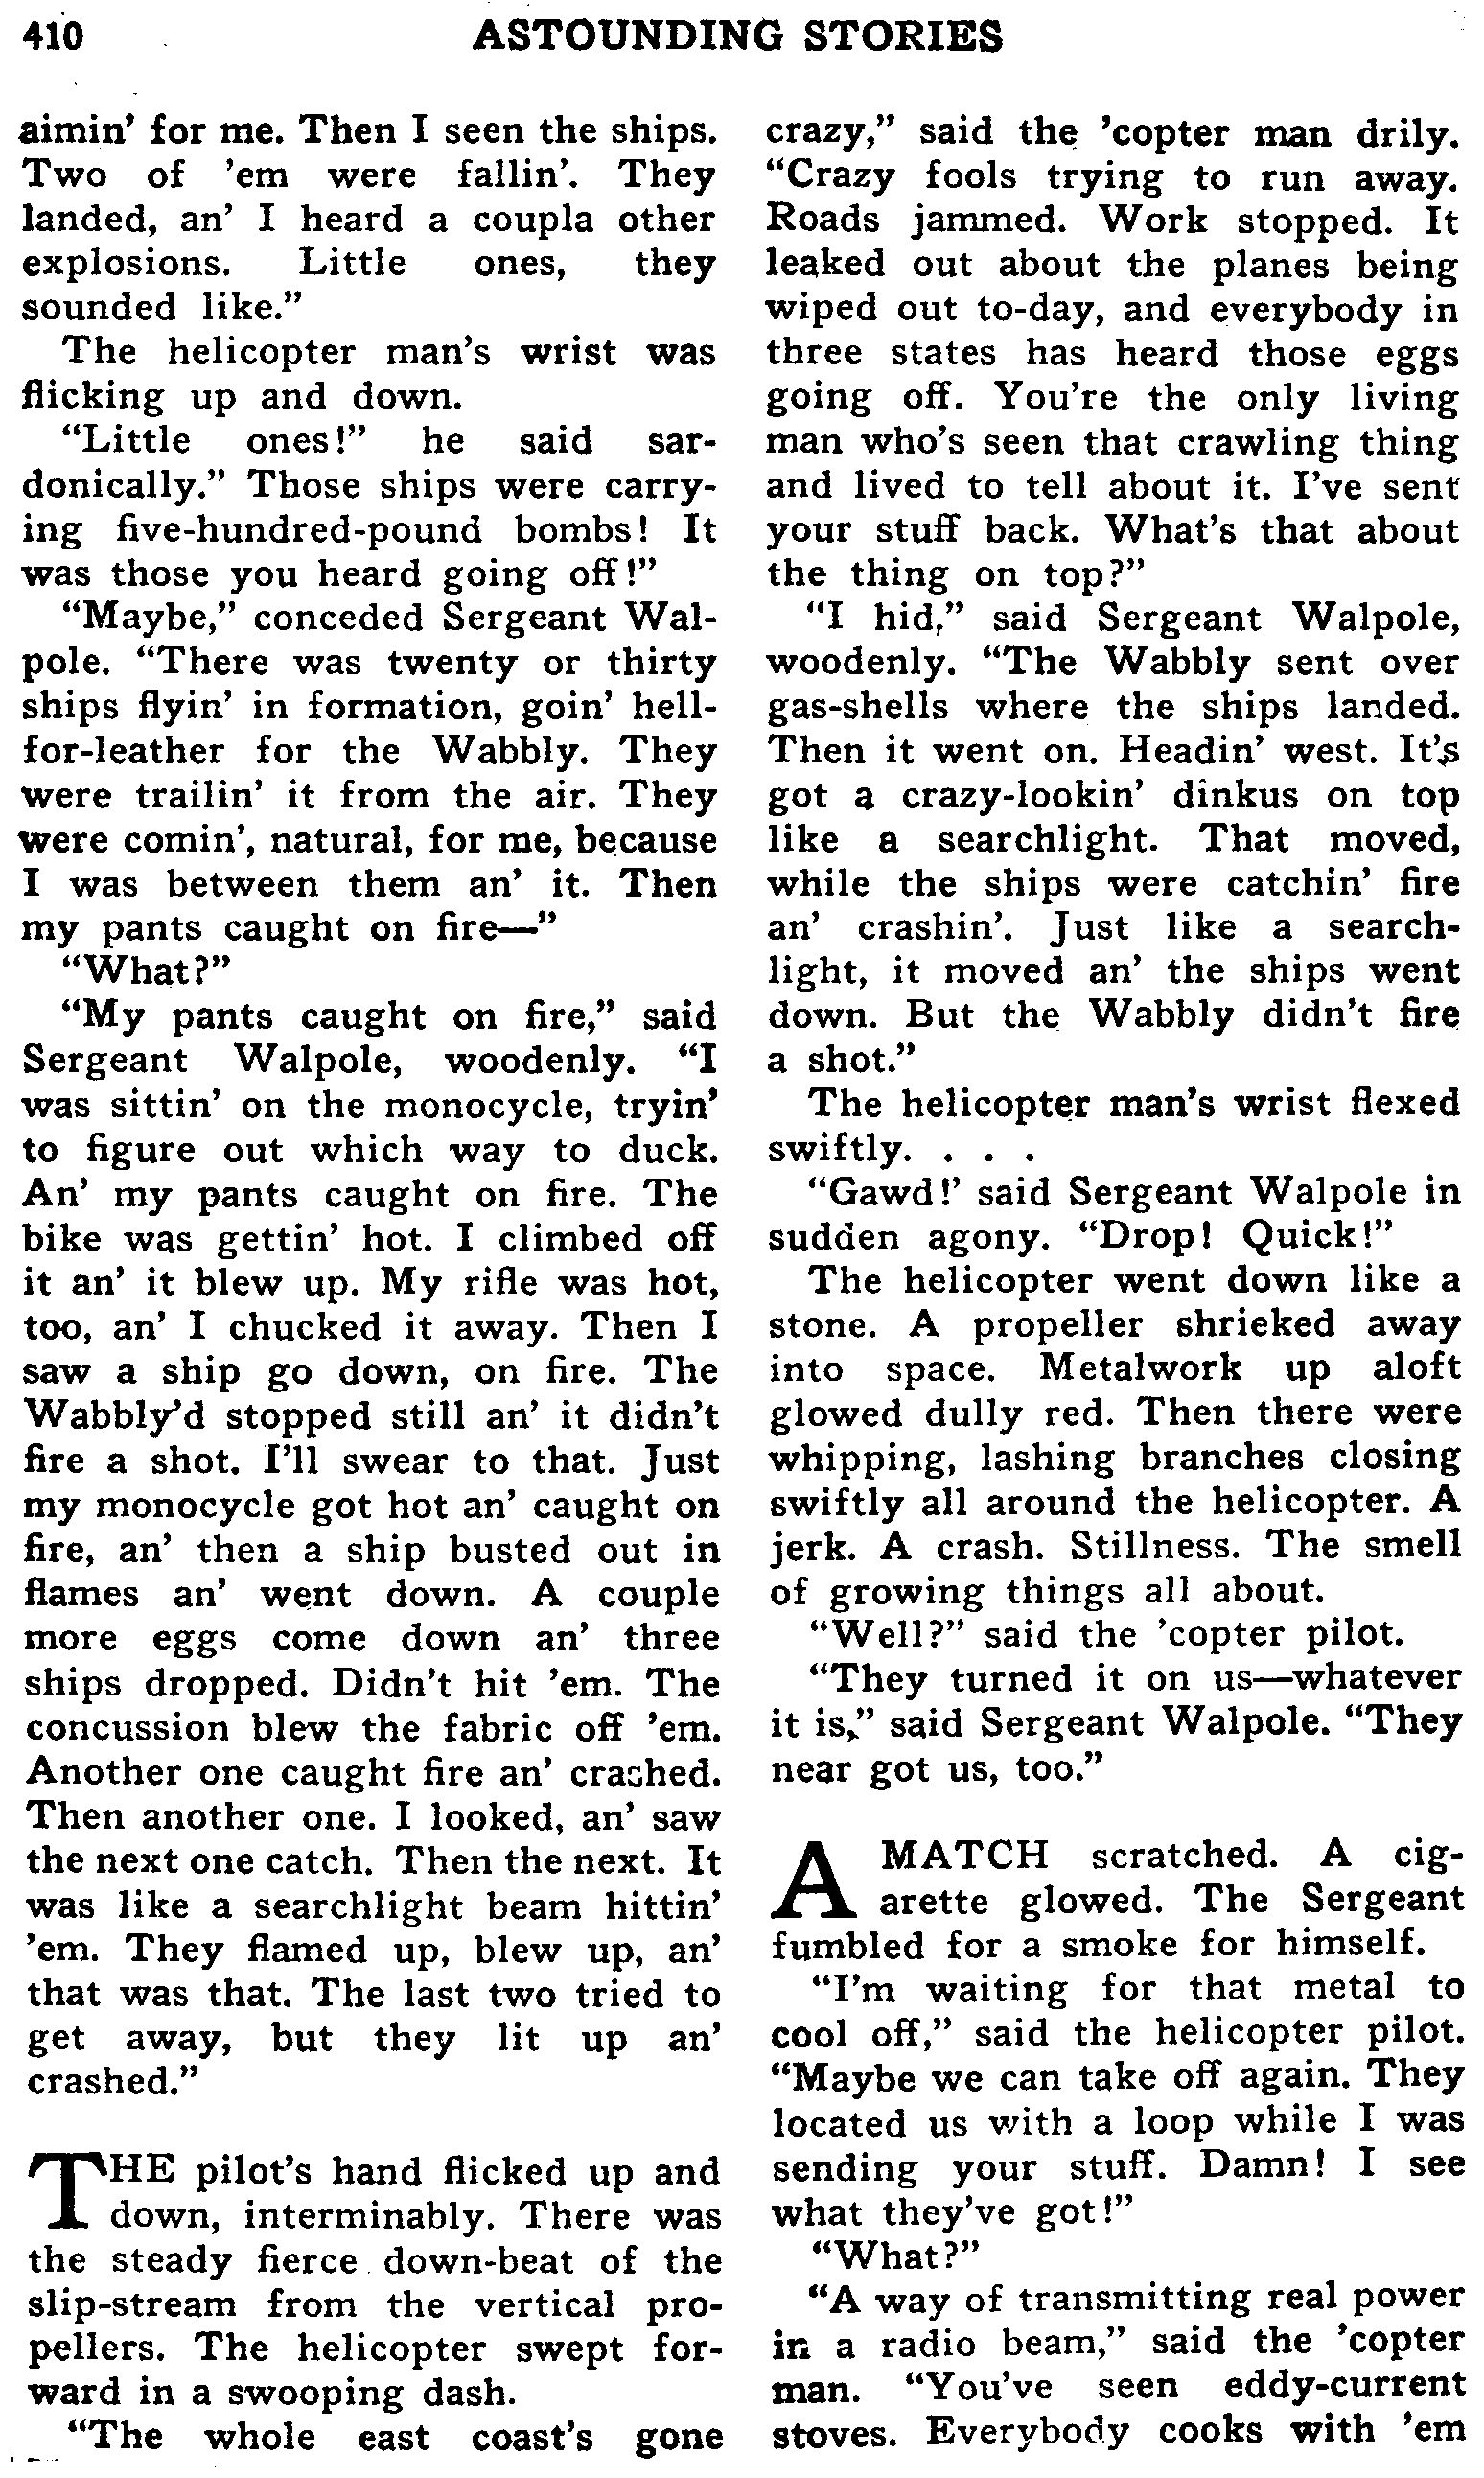 410
ASTOUNDING STORIES
aimin' for me. Then I seen the ships.
Two of 'em were fallin'. They
landed, an' I heard a coupla other
explosions. Little ones, they
sounded like."
The helicopter man's wrist was
flicking up and down.
"Little ones!" he said sar-
donically." Those ships were carry-
ing five-hundred-pound bombs! It
was those you heard going off!"
"Maybe," conceded Sergeant Wal-
pole. "There was twenty or thirty
ships flyin' in formation, goin' hell-
for-leather for the Wabbly. They
were trailin' it from the air. They
were comin', natural, for me, because
I was between them an' it. Then
my pants caught on fire—"
"What?"
"My pants caught on fire," said
Sergeant Walpole, woodenly. "I
was sittin' on the monocycle, tryin'
to figure out which way to duck.
An' my pants caught on fire. The
bike was gettin' hot. I climbed off
it an' it blew up. My rifle was hot,
too, an' I chucked it away. Then I
saw a ship go down, on fire. The
Wabbly'd stopped still an' it didn't
fire a shot. I'll swear to that. Just
my monocycle got hot an' caught on
fire, an' then a ship busted out in
flames an' went down. A couple
more eggs come down an' three
ships dropped. Didn't hit 'em. The
concussion blew the fabric off 'em.
Another one caught fire an' crashed.
Then another one. I looked, an' saw
the next one catch. Then the next. It
was like a searchlight beam hittin'
'em. They flamed up, blew up, an'
that was that. The last two tried to
get away, but they lit up an'
crashed."
THE pilot's hand flicked up and
down, interminably. There was
the steady fierce down-beat of the
slip-stream from the vertical pro-
pellers. The helicopter swept for-
ward in a swooping dash.
"The whole east coast's gone
crazy," said the 'copter man drily.
"Crazy fools trying to run away.
Roads jammed. Work stopped. It
leaked out about the planes being
wiped out to-day, and everybody in
three states has heard those eggs
going off. You're the only living
man who's seen that crawling thing
and lived to tell about it. I've sent
your stuff back. What's that about
the thing on top?"
"I hid," said Sergeant Walpole,
woodenly. "The Wabbly sent over
gas-shells where the ships landed.
Then it went on. Headin' west. It's
got a crazy-lookin' dinkus on top
like a searchlight. That moved,
while the ships were catchin' fire
an' crashin'. Just like a search-
light, it moved an' the ships went
down. But the Wabbly didn't fire
a shot."
The helicopter man's wrist flexed
swiftly. . . .
"Gawd!' said Sergeant Walpole in
sudden agony. "Drop! Quick!"
The helicopter went down like a
stone. A propeller shrieked away
into space. Metalwork up aloft
glowed dully red. Then there were
whipping, lashing branches closing
swiftly all around the helicopter. A
jerk. A crash. Stillness. The smell
of growing things all about.
"Well?" said the 'copter pilot.
"They turned it on us—whatever
it is," said Sergeant Walpole. "They
near got us, too."
A MATCH scratched. A cig-
arette glowed. The Sergeant
fumbled for a smoke for himself.
"I'm waiting for that metal to
cool off," said the helicopter pilot.
"Maybe we can take off again. They
located us with a loop while I was
sending your stuff. Damn! I see
what they've got!"
"What?"
"A way of transmitting real power
in a radio beam," said the 'copter
man. "You've seen eddy-current
stoves. Everybody cooks with 'em